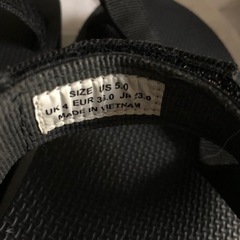 SIZE US 5.0
UK 4 EUR 36.0 JP 23.0
MADE IN VIETNAM